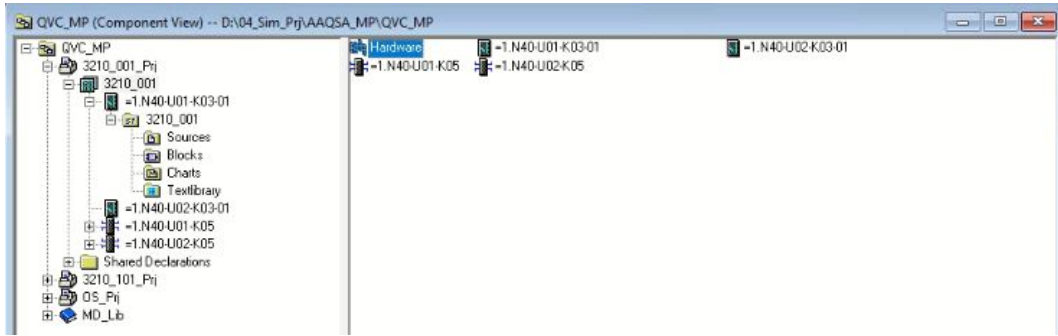 QVC_MP (Component View) -- D:\04_Sim_Prj\AAQSA_MP\QVC_MP
QVC_MP
3210_001_Prj
3210_001
=1.N40-U01-K03-01
3210_001
Sources
Blocks
Charts
Textlibrary
=1.N40-U02-K03-01
=1.N40-U01-K05
=1.N40-U02-K05
Shared Declarations
3210_101_Prj
OS_Prj
MD_Lib
Hardware
=1.N40-U01-K03-01
=1.N40-U02-K03-01
=1.N40-U01-K05
=1.N40-U02-K05